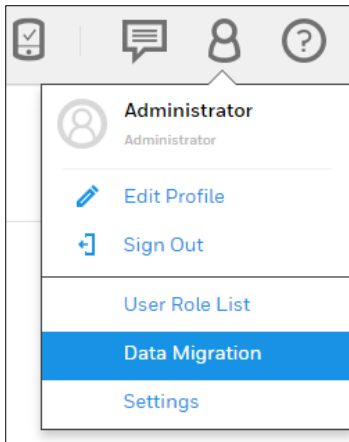 Administrator
Administrator
Edit Profile
Sign Out
User Role List
Data Migration
Settings